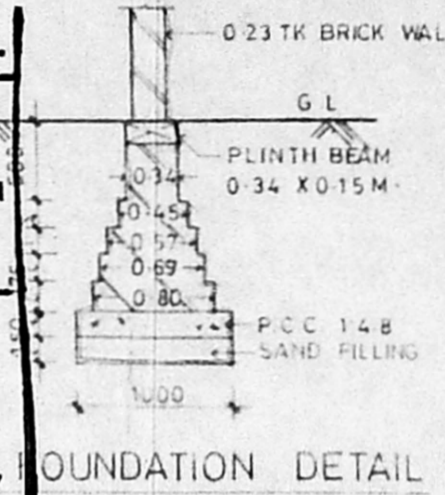 0.23 TK BRICK WAL
G L
PLINTH BEAM
0.34 X 0.15 M.
0.34
0.45
0.57
0.69
0.80
P.C.C. 1:4:8
SAND FILLING
1000
FOUNDATION DETAIL